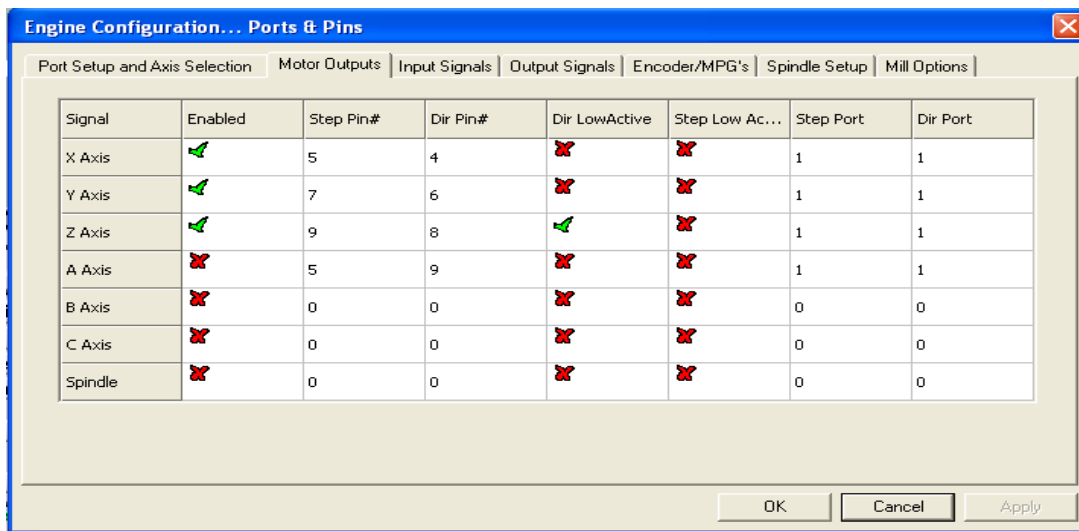 Engine Configuration... Ports & Pins
Port Setup and Axis Selection Motor Outputs Input Signals Output Signals Encoder/MPG's Spindle Setup Mill Options
Signal Enabled Step Pin# Dir Pin# Dir LowActive Step Low Ac... Step Port Dir Port
X Axis 5 4 1 1
Y Axis 7 6 1 1
Z Axis 9 8 1 1
A Axis 5 9 1 1
B Axis 0 0 0 0
C Axis 0 0 0 0
Spindle 0 0 0 0
OK Cancel Apply